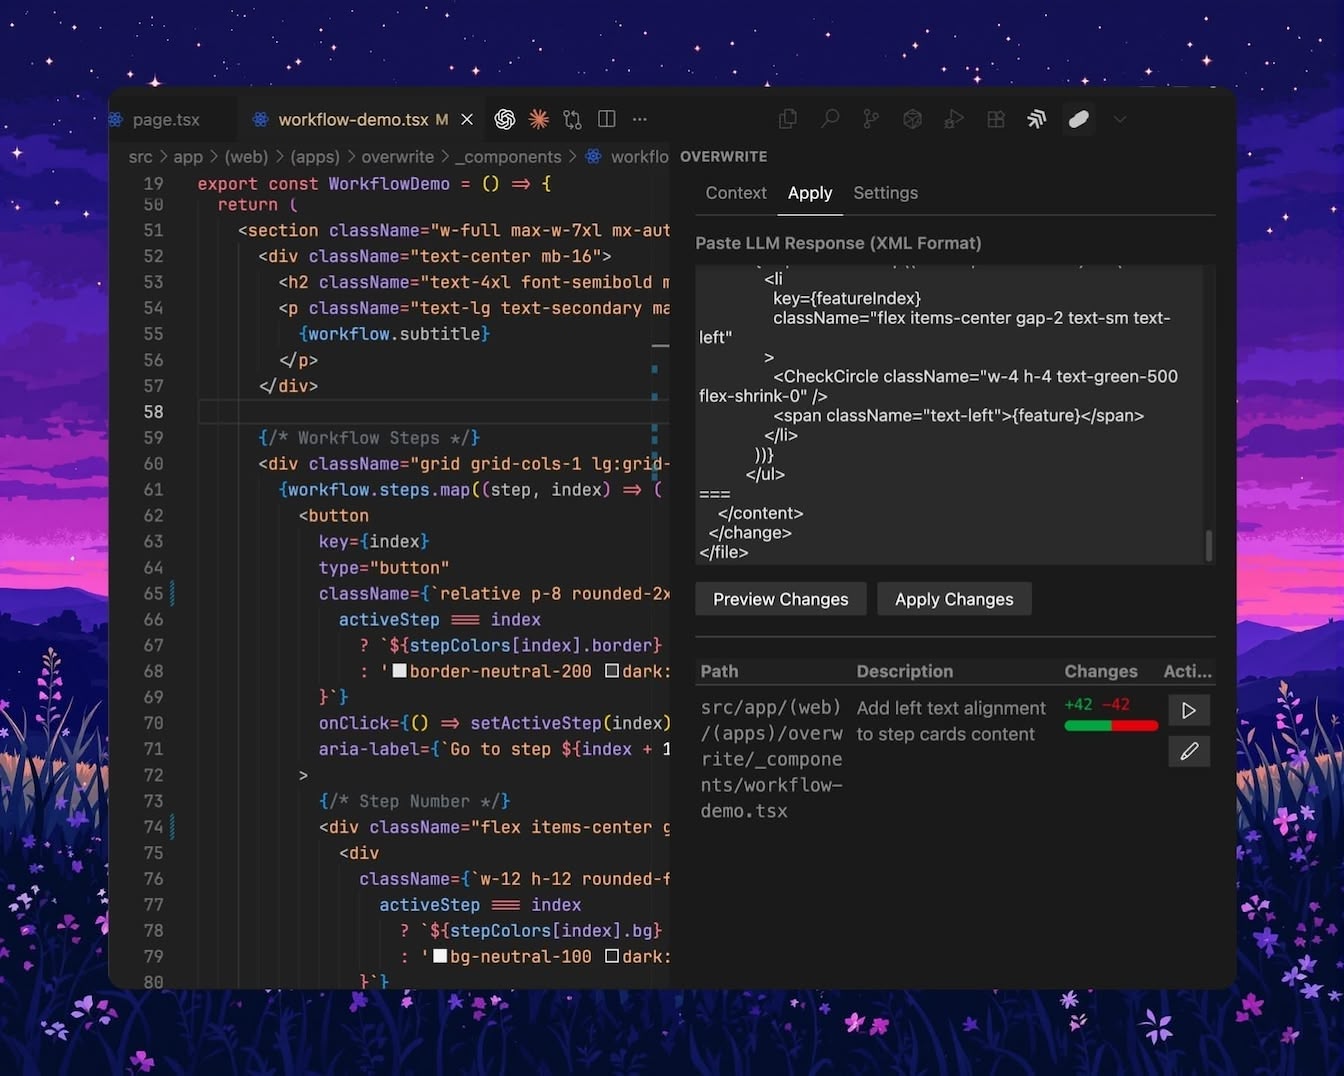 page.tsx
workflow-demo.tsx M
src > app > (web) > (apps) > overwrite > _components > workflo
19 export const WorkflowDemo = () => {
50 return (
51 <section className="w-full max-w-7xl mx-aut
52 <div className="text-center mb-16">
53 <h2 className="text-4xl font-semibold m
54 <p className="text-lg text-secondary ma
55 {workflow.subtitle}
56 </p>
57 </div>
58
59 {/* Workflow Steps */}
60 <div className="grid grid-cols-1 lg:grid-
61 {workflow.steps.map((step, index) => (
62 <button
63 key={index}
64 type="button"
65 className={`relative p-8 rounded-2x
66 activeStep === index
67 ? `${stepColors[index].border}
68 : 'border-neutral-200 dark:
69 }`}
70 onClick={() => setActiveStep(index)
71 aria-label={`Go to step ${index + 1
72 >
73 {/* Step Number */}
74 <div className="flex items-center g
75 <div
76 className={`w-12 h-12 rounded-f
77 activeStep === index
78 ? `${stepColors[index].bg}
79 : 'bg-neutral-100 dark:
80 }`}
OVERWRITE
Context Apply Settings
Paste LLM Response (XML Format)
<li
key={featureIndex}
className="flex items-center gap-2 text-sm text-
left"
>
<CheckCircle className="w-4 h-4 text-green-500
flex-shrink-0" />
<span className="text-left">{feature}</span>
</li>
))}
</ul>
===
</content>
</change>
</file>
Preview Changes Apply Changes
Path Description Changes Acti...
src/app/(web)
/(apps)/overw
rite/_compone
nts/workflow-
demo.tsx
Add left text alignment
to step cards content
+42 -42